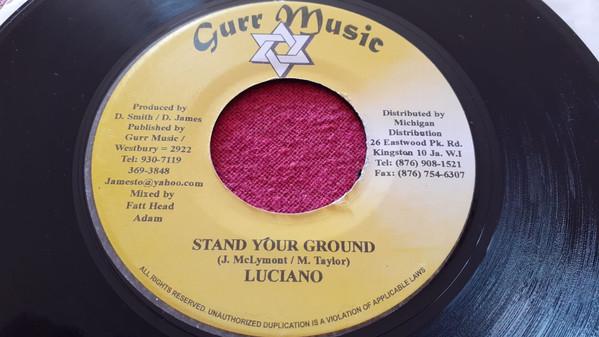 Gurr Music
Produced by
D. Smith / D. James
Published by
Gurr Music /
Westbury = 2922
Tel: 930-7119
369-3848
Jamesto@yahoo.com
Mixed by
Fatt Head
Adam
Distributed by
Michigan
Distribution
26 Eastwood Pk. Rd.
Kingston 10 Ja. W.I
Tel: (876) 908-1521
Fax: (876) 754-6307
STAND YOUR GROUND
(J. McLymont / M. Taylor)
LUCIANO
ALL RIGHTS RESERVED. UNAUTHORIZED DUPLICATION IS A VIOLATION OF APPLICABLE LAWS